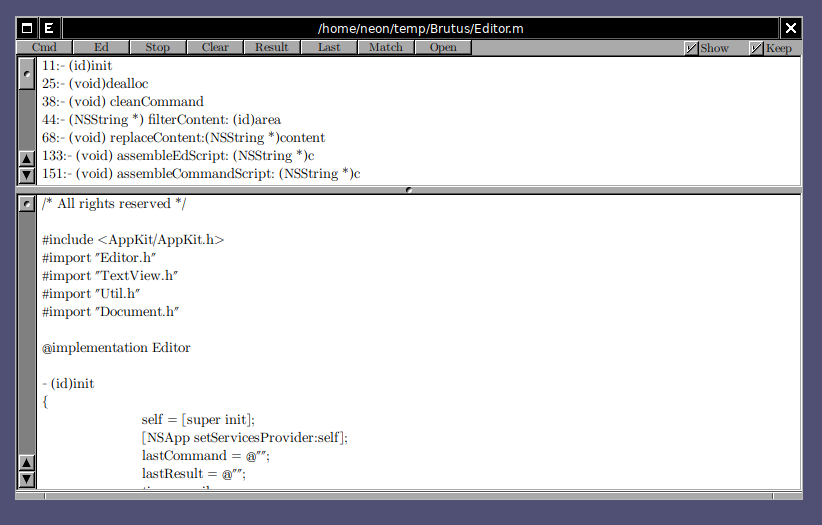 E /home/neon/temp/Brutus/Editor.m
Cmd Ed Stop Clear Result Last Match Open Show Keep
11:- (id)init
25:- (void)dealloc
38:- (void) cleanCommand
44:- (NSString *) filterContent: (id)area
68:- (void) replaceContent:(NSString *)content
133:- (void) assembleEdScript: (NSString *)c
151:- (void) assembleCommandScript: (NSString *)c
/* All rights reserved */
#include <AppKit/AppKit.h>
#import "Editor.h"
#import "TextView.h"
#import "Util.h"
#import "Document.h"
@implementation Editor
- (id)init
{
self = [super init];
[NSApp setServicesProvider:self];
lastCommand = @"";
lastResult = @"";